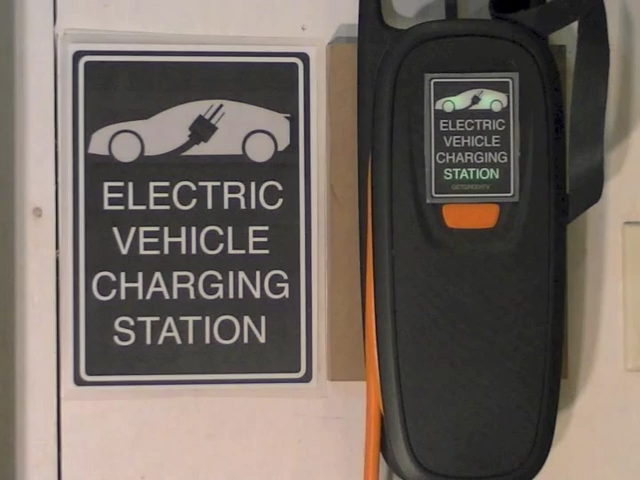 ELECTRIC
VEHICLE
CHARGING
STATION
ELECTRIC
VEHICLE
CHARGING
STATION